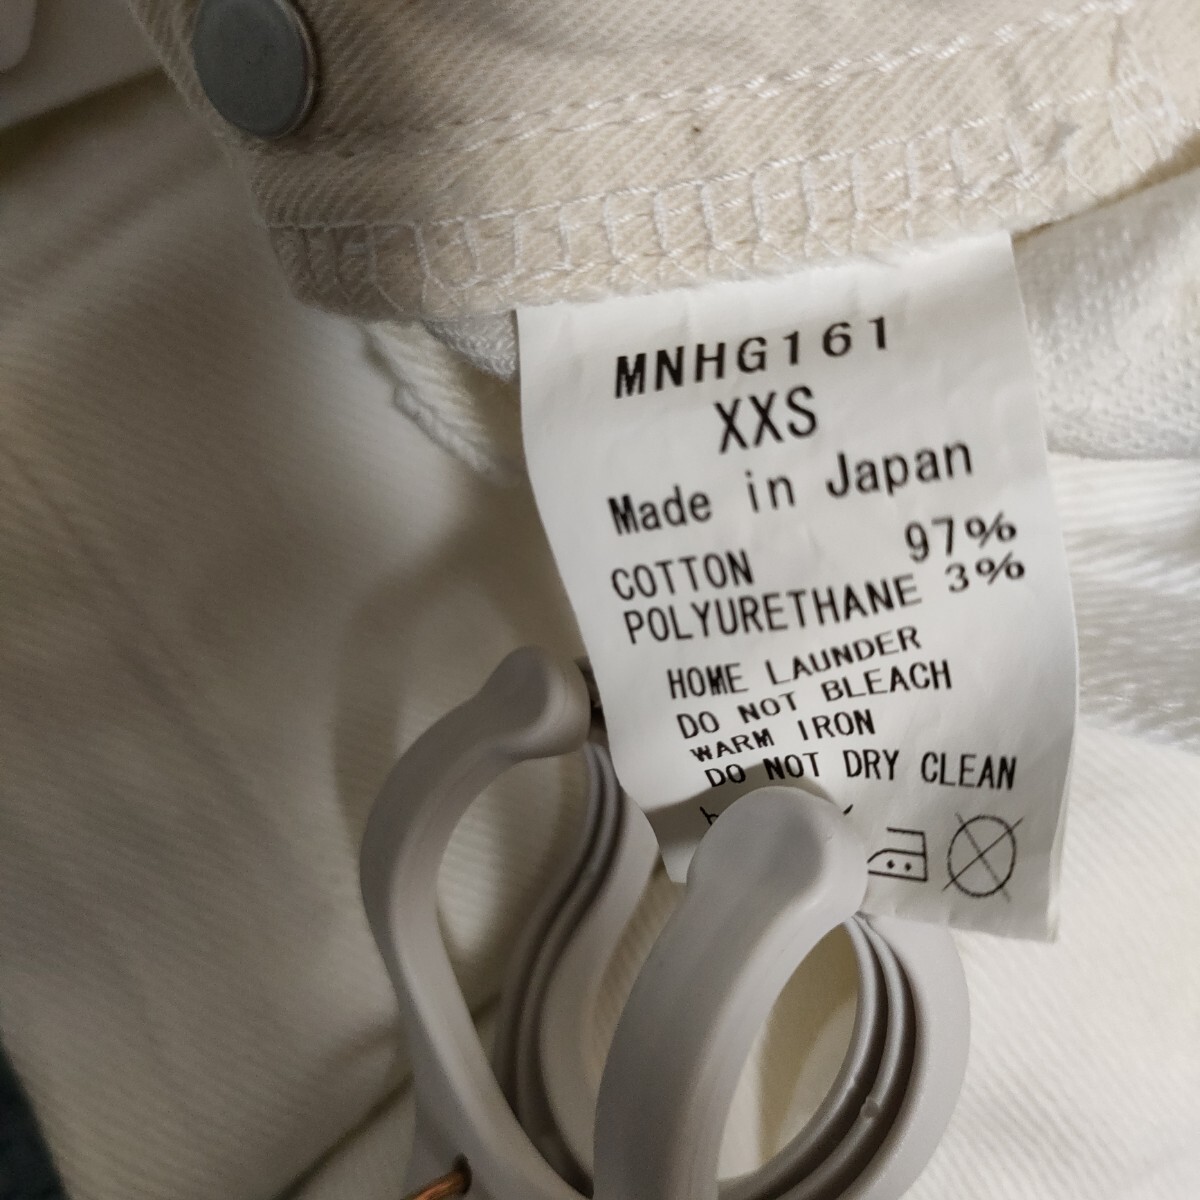 MNHG161
XXS
Made in Japan
COTTON 97%
POLYURETHANE 3%
HOME LAUNDER
DO NOT BLEACH
WARM IRON
DO NOT DRY CLEAN